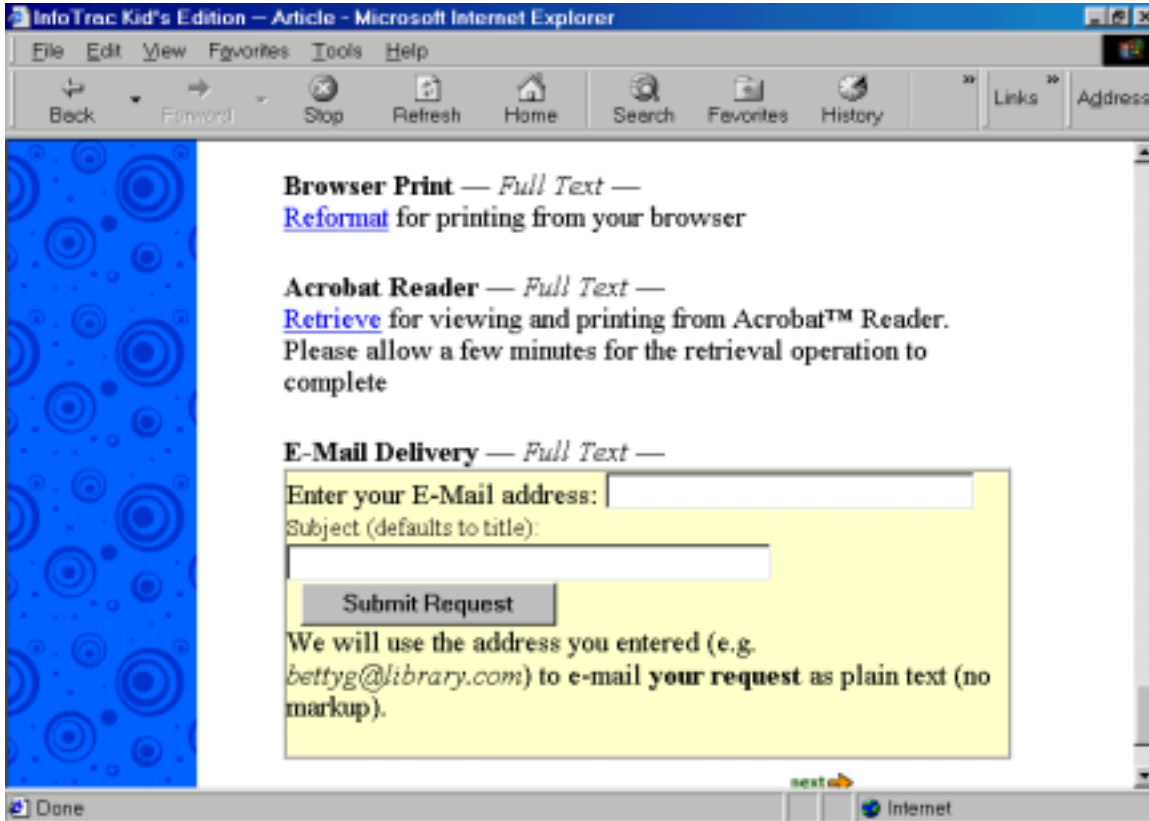 InfoTrac Kid's Edition — Article - Microsoft Internet Explorer
File Edit View Favorites Tools Help
Back Forward Stop Refresh Home Search Favorites History » Links » Address
Browser Print — Full Text —
Reformat for printing from your browser
Acrobat Reader — Full Text —
Retrieve for viewing and printing from Acrobat™ Reader.
Please allow a few minutes for the retrieval operation to
complete
E-Mail Delivery — Full Text —
Enter your E-Mail address:
Subject (defaults to title):
Submit Request
We will use the address you entered (e.g.
bettyg@library.com) to e-mail your request as plain text (no
markup).
next
Done Internet